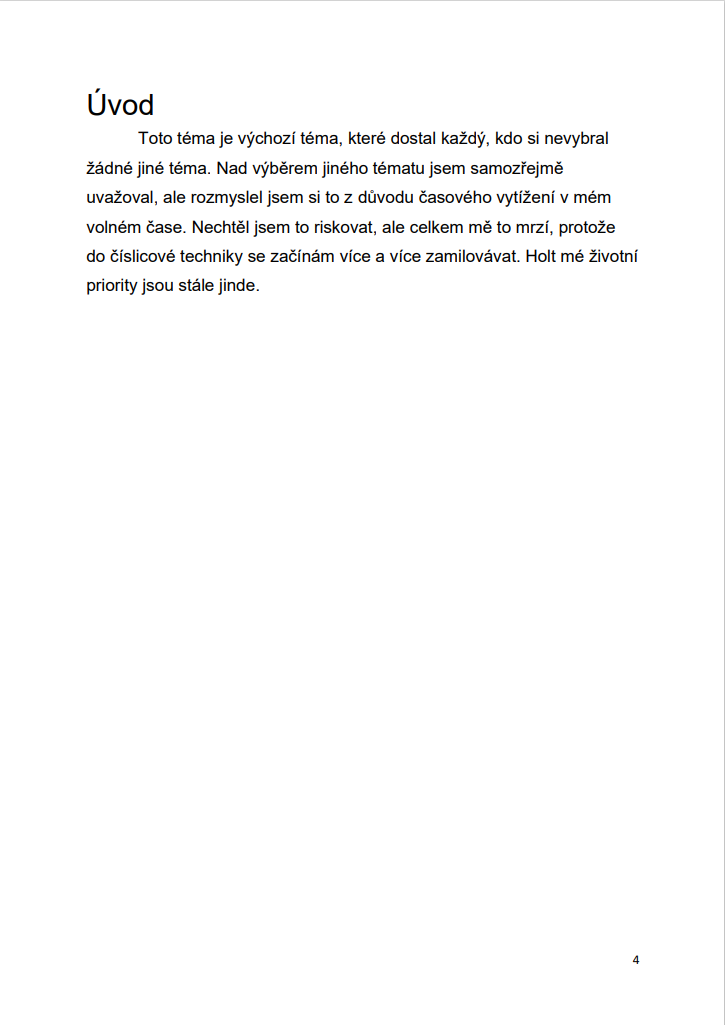 Úvod
Toto téma je výchozí téma, které dostal každý, kdo si nevybral
žádné jiné téma. Nad výběrem jiného tématu jsem samozřejmě
uvažoval, ale rozmyslel jsem si to z důvodu časového vytížení v mém
volném čase. Nechtěl jsem to riskovat, ale celkem mě to mrzí, protože
do číslicové techniky se začínám více a více zamilovávat. Holt mé životní
priority jsou stále jinde.
4